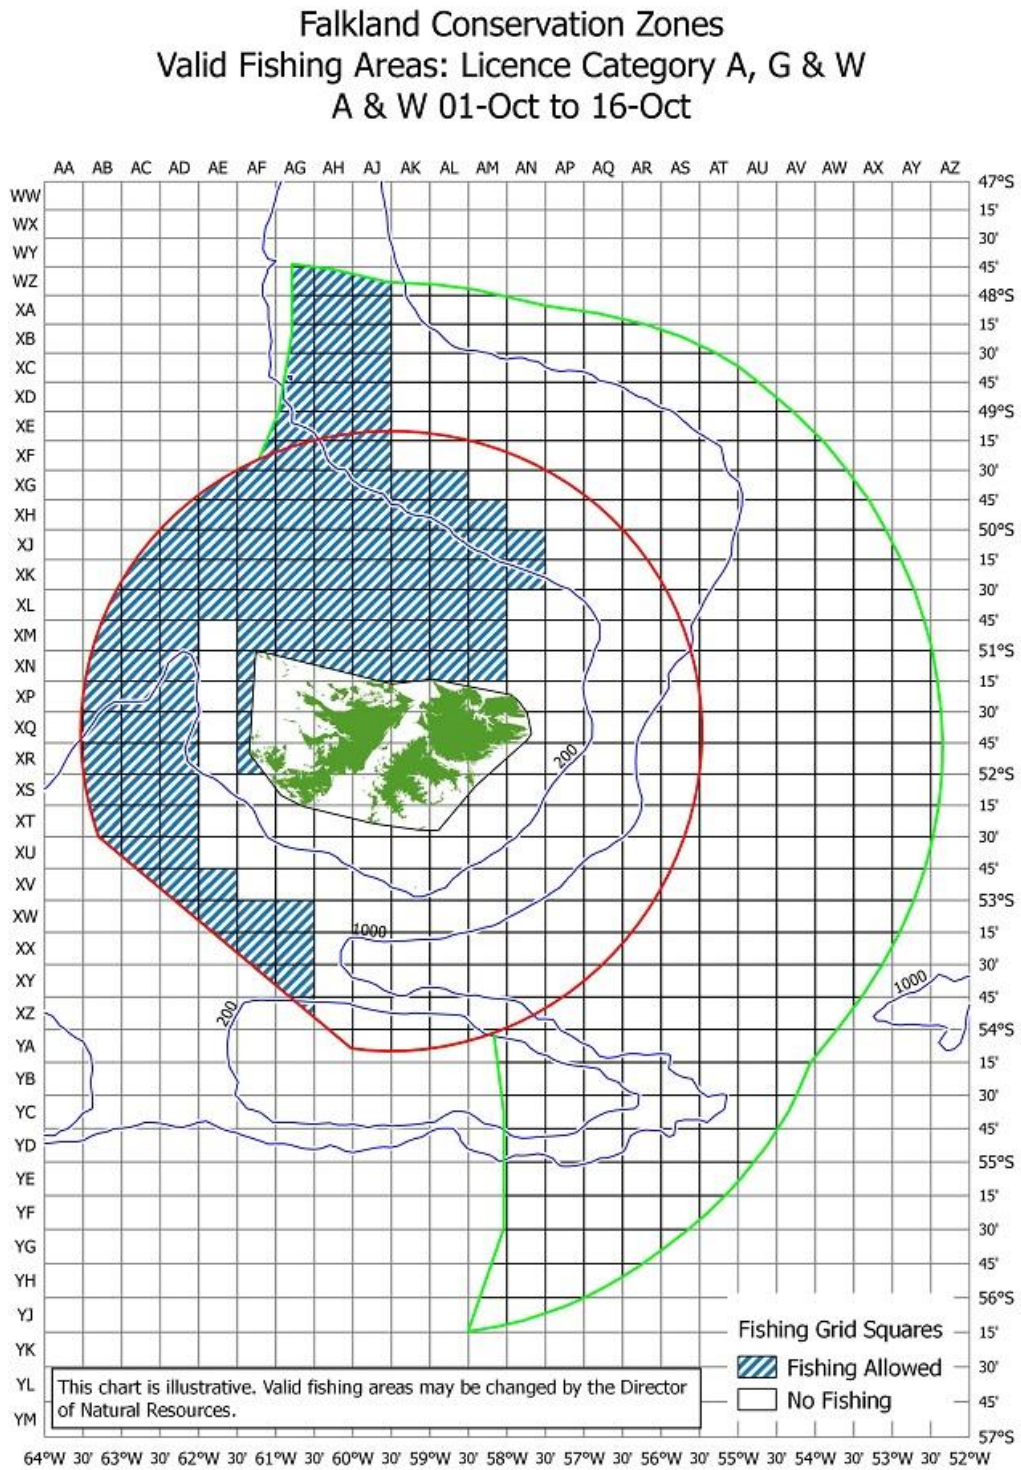 Falkland Conservation Zones
Valid Fishing Areas: Licence Category A, G & W
A & W 01-Oct to 16-Oct
AA AB AC AD AE AF AG AH AJ AK AL AM AN AP AQ AR AS AT AU AV AW AX AY AZ
47°S
WW
15'
WX
30'
WY
45'
WZ
48°S
XA
15'
XB
30'
XC
45'
XD
49°S
XE
15'
XF
30'
XG
45'
XH
50°S
XJ
15'
XK
30'
XL
45'
XM
51°S
XN
15'
XP
30'
XQ
45'
200
XR
52°S
XS
15'
XT
30'
XU
45'
XV
53°S
XW
1000
15'
XX
30'
XY
1000
45'
200
XZ
54°S
YA
15'
YB
30'
YC
45'
YD
55°S
YE
15'
YF
30'
YG
45'
YH
56°S
YJ
Fishing Grid Squares
15'
YK
Fishing Allowed
30'
YL
No Fishing
45'
YM
57°S
This chart is illustrative. Valid fishing areas may be changed by the Director
of Natural Resources.
64°W 30' 63°W 30' 62°W 30' 61°W 30' 60°W 30' 59°W 30' 58°W 30' 57°W 30' 56°W 30' 55°W 30' 54°W 30' 53°W 30' 52°W